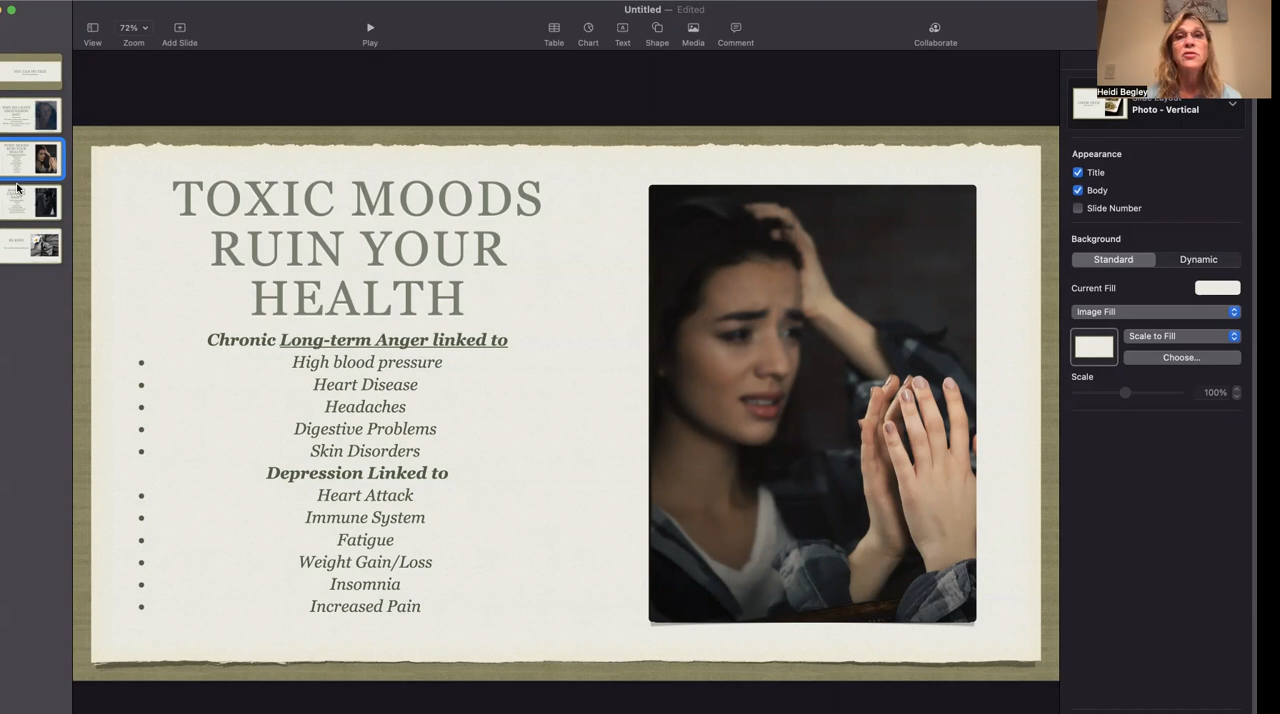 Untitled — Edited
72%
View
Zoom
Add Slide
Play
Table
Chart
Text
Shape
Media
Comment
Collaborate
Heidi Begley
Photo - Vertical
Appearance
Title
Body
Slide Number
Background
Standard
Dynamic
Current Fill
Image Fill
Scale to Fill
Choose...
Scale
100%
TOXIC MOODS
RUIN YOUR
HEALTH
Chronic Long-term Anger linked to
• High blood pressure
• Heart Disease
• Headaches
• Digestive Problems
• Skin Disorders
Depression Linked to
• Heart Attack
• Immune System
• Fatigue
• Weight Gain/Loss
• Insomnia
• Increased Pain